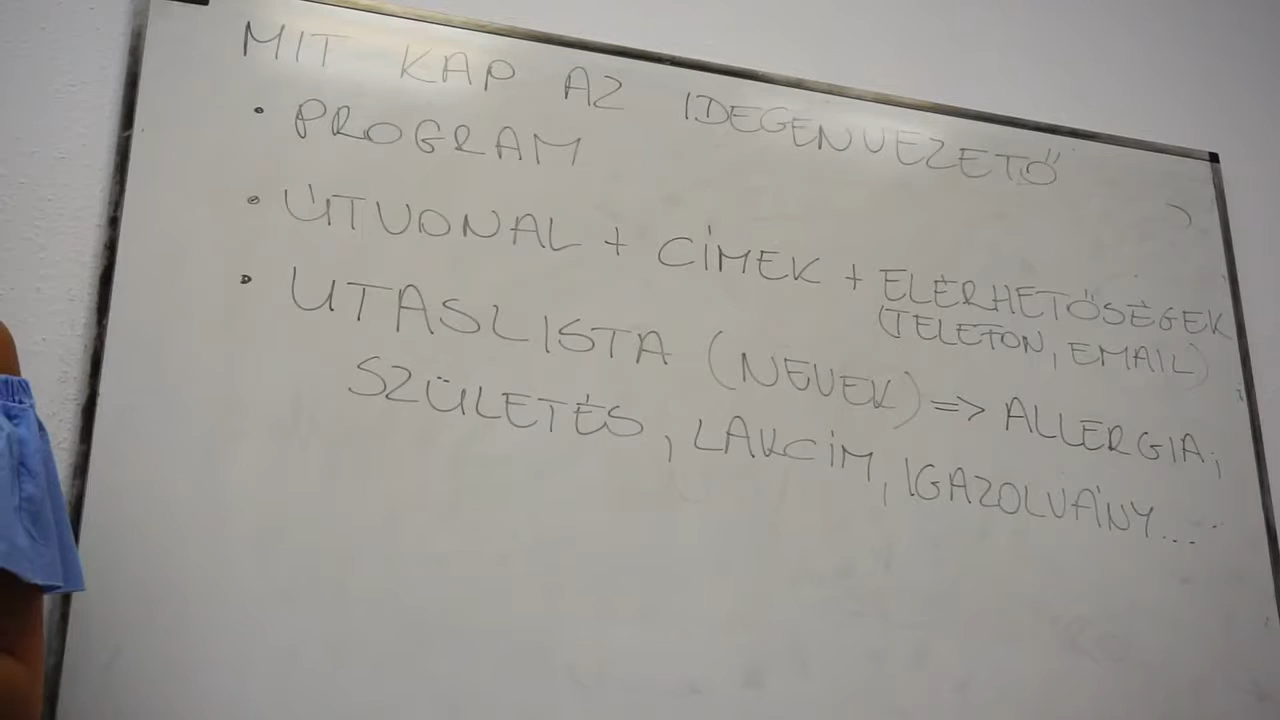 MIT KAP AZ IDEGENVEZETŐ
• PROGRAM
• ÚTVONAL + CÍMEK + ELÉRHETŐSÉGEK
(TELEFON, EMAIL)
• UTASLISTA (NEVEK) => ALLERGIA,
SZÜLETÉS, LAKCÍM, IGAZOLVÁNY...